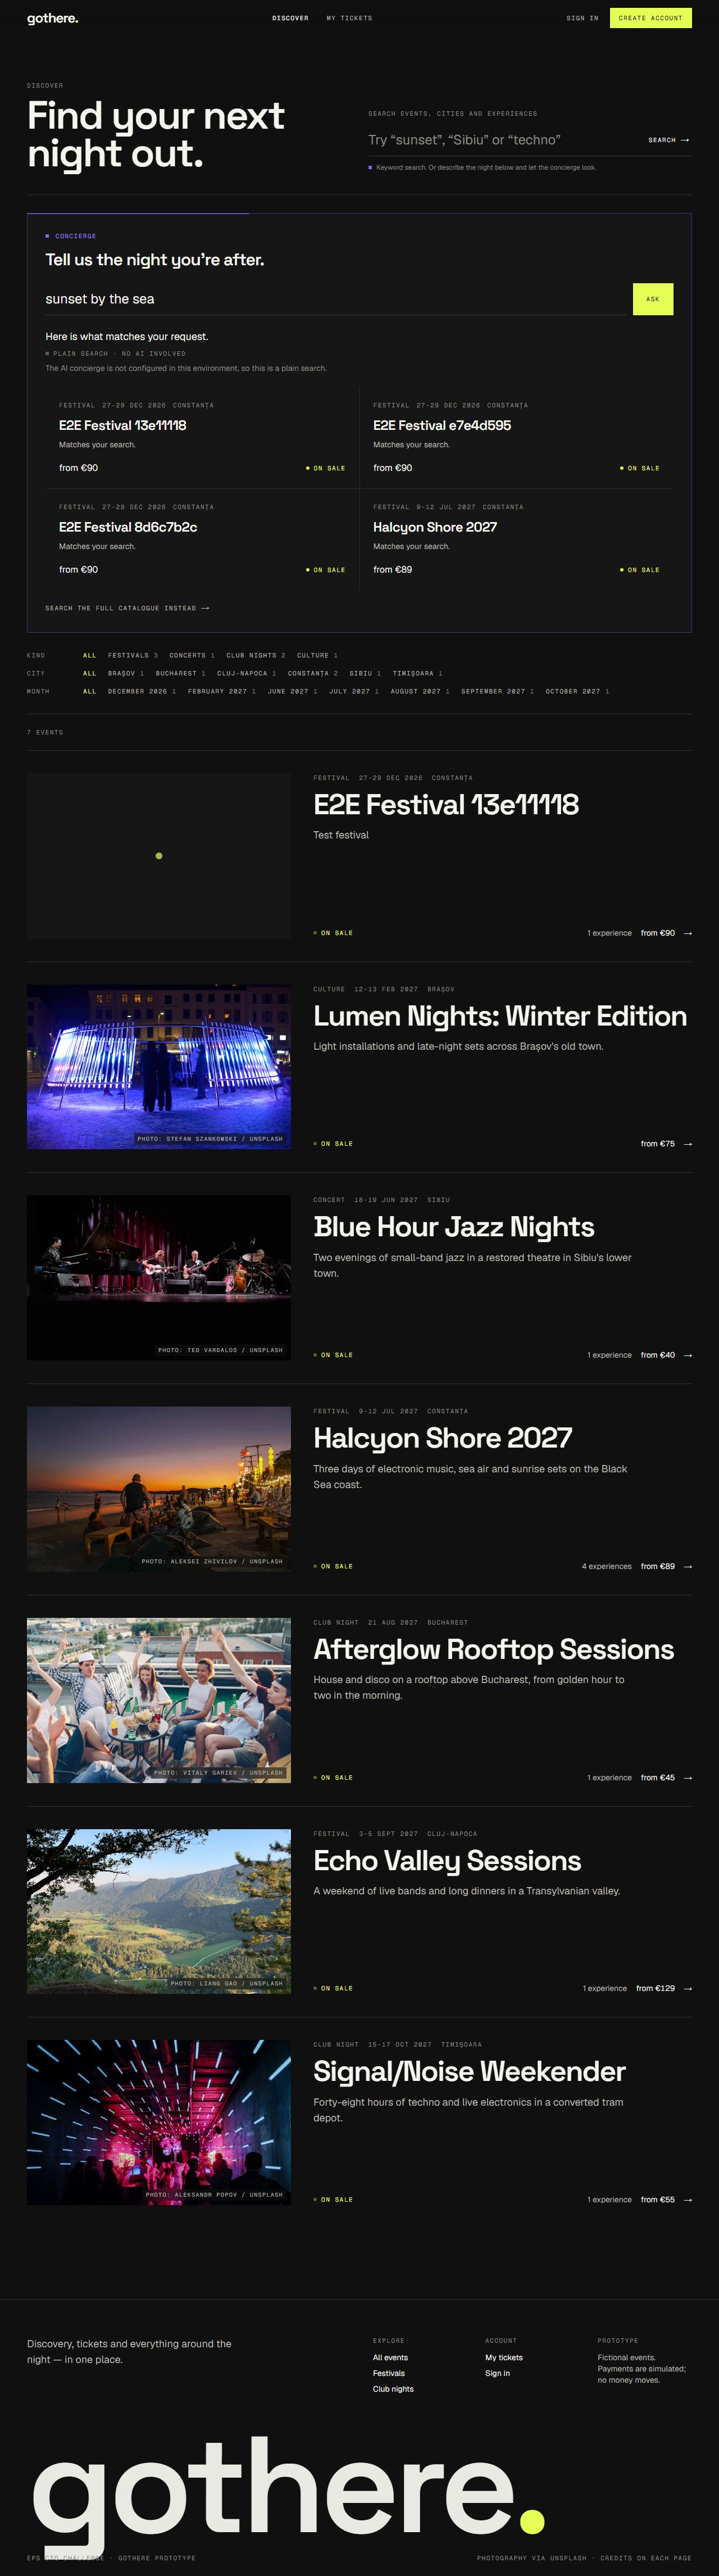 gothere.
DISCOVER MY TICKETS
SIGN IN CREATE ACCOUNT
DISCOVER
Find your next
night out.
SEARCH EVENTS, CITIES AND EXPERIENCES
Try “sunset”, “Sibiu” or “techno” SEARCH →
Keyword search. Or describe the night below and let the concierge look.
CONCIERGE
Tell us the night you’re after.
sunset by the sea ASK
Here is what matches your request.
PLAIN SEARCH · NO AI INVOLVED
The AI concierge is not configured in this environment, so this is a plain search.
FESTIVAL 27–29 DEC 2026 CONSTANȚA
E2E Festival 13e11118
Matches your search.
from €90 ON SALE
FESTIVAL 27–29 DEC 2026 CONSTANȚA
E2E Festival e7e4d595
Matches your search.
from €90 ON SALE
FESTIVAL 27–29 DEC 2026 CONSTANȚA
E2E Festival 8d6c7b2c
Matches your search.
from €90 ON SALE
FESTIVAL 9–12 JUL 2027 CONSTANȚA
Halcyon Shore 2027
Matches your search.
from €89 ON SALE
SEARCH THE FULL CATALOGUE INSTEAD →
KIND ALL FESTIVALS 3 CONCERTS 1 CLUB NIGHTS 2 CULTURE 1
CITY ALL BRAȘOV 1 BUCHAREST 1 CLUJ-NAPOCA 1 CONSTANȚA 2 SIBIU 1 TIMIȘOARA 1
MONTH ALL DECEMBER 2026 1 FEBRUARY 2027 1 JUNE 2027 1 JULY 2027 1 AUGUST 2027 1 SEPTEMBER 2027 1 OCTOBER 2027 1
7 EVENTS
FESTIVAL 27–29 DEC 2026 CONSTANȚA
E2E Festival 13e11118
Test festival
ON SALE 1 experience from €90 →
CULTURE 12–13 FEB 2027 BRAȘOV
Lumen Nights: Winter Edition
Light installations and late-night sets across Brașov's old town.
PHOTO: STEFAN SZANKOWSKI / UNSPLASH
ON SALE from €75 →
CONCERT 18–19 JUN 2027 SIBIU
Blue Hour Jazz Nights
Two evenings of small-band jazz in a restored theatre in Sibiu's lower
town.
PHOTO: TED VARDALOS / UNSPLASH
ON SALE 1 experience from €40 →
FESTIVAL 9–12 JUL 2027 CONSTANȚA
Halcyon Shore 2027
Three days of electronic music, sea air and sunrise sets on the Black
Sea coast.
PHOTO: ALEKSEI ZHIVILOV / UNSPLASH
ON SALE 4 experiences from €89 →
CLUB NIGHT 21 AUG 2027 BUCHAREST
Afterglow Rooftop Sessions
House and disco on a rooftop above Bucharest, from golden hour to
two in the morning.
PHOTO: VITALY GARIEV / UNSPLASH
ON SALE 1 experience from €45 →
FESTIVAL 3–5 SEPT 2027 CLUJ-NAPOCA
Echo Valley Sessions
A weekend of live bands and long dinners in a Transylvanian valley.
PHOTO: LIANG GAO / UNSPLASH
ON SALE 1 experience from €129 →
CLUB NIGHT 15–17 OCT 2027 TIMIȘOARA
Signal/Noise Weekender
Forty-eight hours of techno and live electronics in a converted tram
depot.
PHOTO: ALEKSANDR POPOV / UNSPLASH
ON SALE 1 experience from €55 →
Discovery, tickets and everything around the
night — in one place.
EXPLORE
All events
Festivals
Club nights
ACCOUNT
My tickets
Sign in
PROTOTYPE
Fictional events.
Payments are simulated;
no money moves.
gothere.
EPS CTO CHALLENGE · GOTHERE PROTOTYPE
PHOTOGRAPHY VIA UNSPLASH · CREDITS ON EACH PAGE